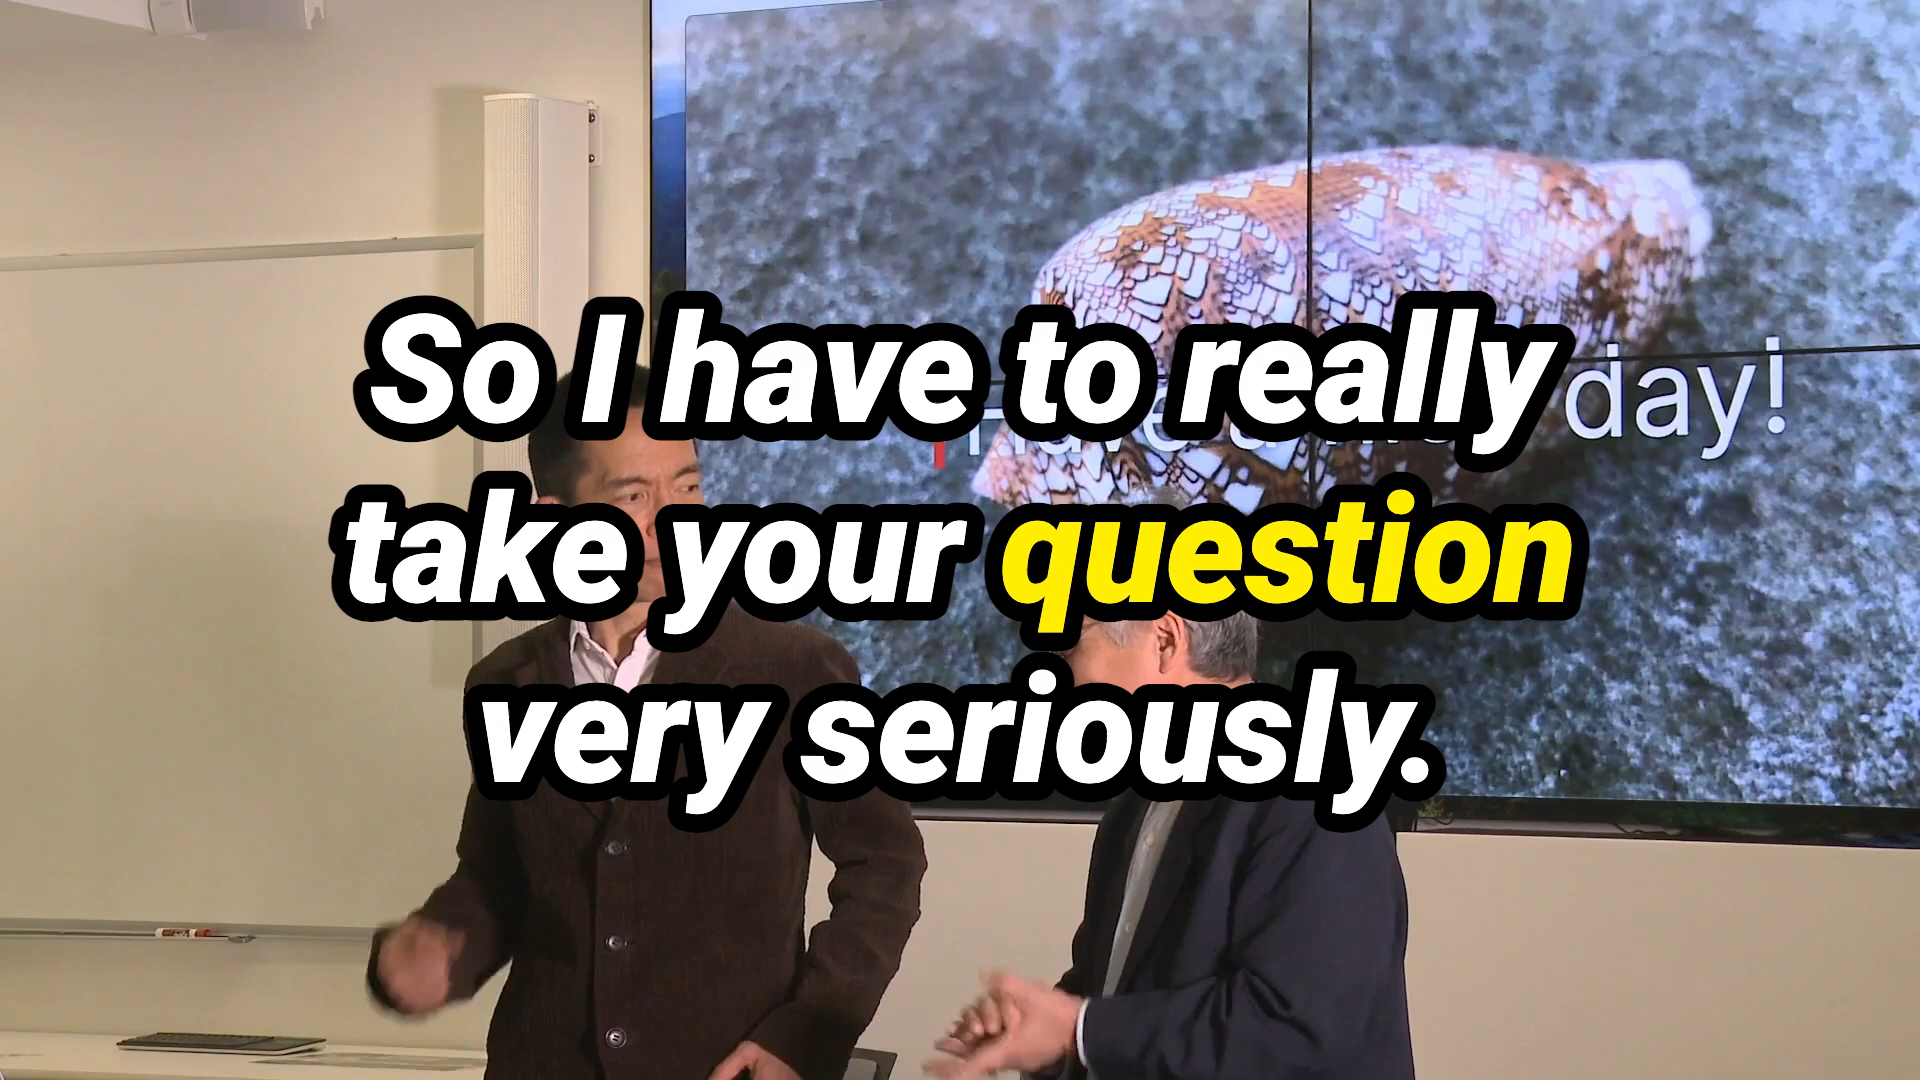 So I have to really
take your question
very seriously.
day!